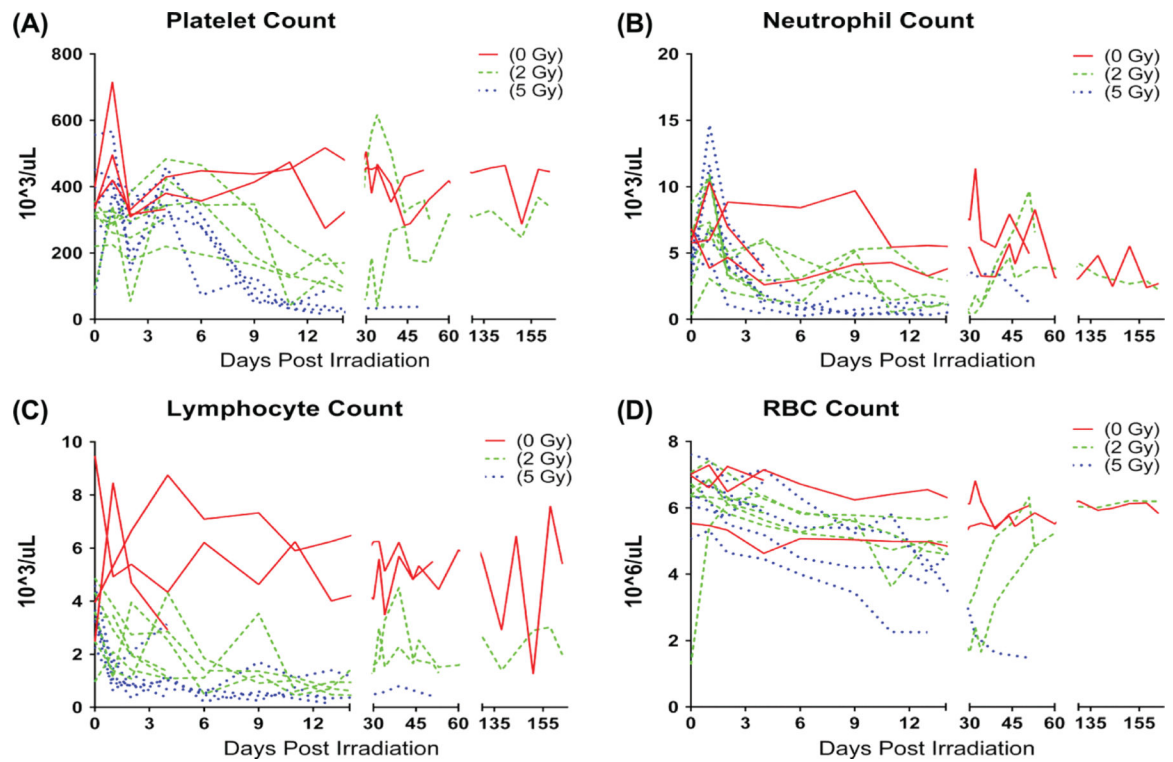 (A) Platelet Count
(0 Gy)
(2 Gy)
(5 Gy)
10^3/uL
800
600
400
200
0
0 3 6 9 12 30 45 60 135 155
Days Post Irradiation
(B) Neutrophil Count
(0 Gy)
(2 Gy)
(5 Gy)
10^3/uL
20
15
10
5
0
0 3 6 9 12 30 45 60 135 155
Days Post Irradiation
(C) Lymphocyte Count
(0 Gy)
(2 Gy)
(5 Gy)
10^3/uL
10
8
6
4
2
0
0 3 6 9 12 30 45 60 135 155
Days Post Irradiation
(D) RBC Count
(0 Gy)
(2 Gy)
(5 Gy)
10^6/uL
8
6
4
2
0
0 3 6 9 12 30 45 60 135 155
Days Post Irradiation